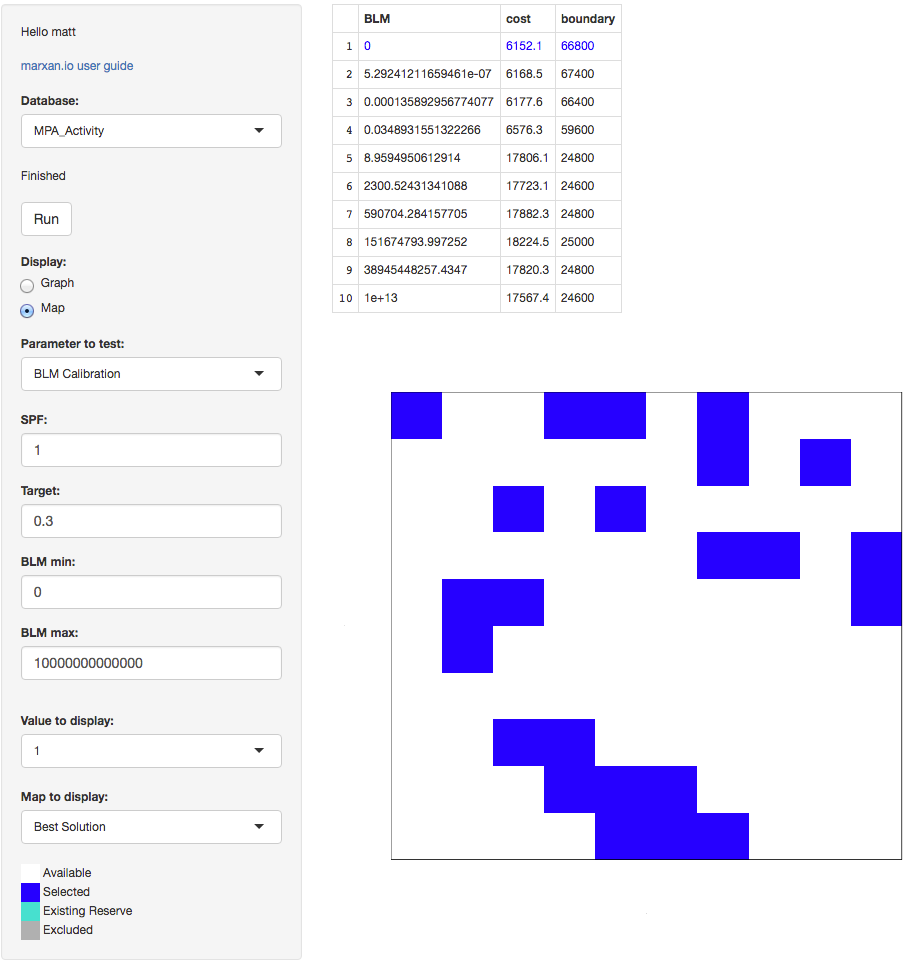 Hello matt
marxan.io user guide
Database:
MPA_Activity
Finished
Run
Display:
Graph
Map
Parameter to test:
BLM Calibration
SPF:
1
Target:
0.3
BLM min:
0
BLM max:
10000000000000
Value to display:
1
Map to display:
Best Solution
Available
Selected
Existing Reserve
Excluded
BLM cost boundary
1 0 6152.1 66800
2 5.29241211659461e-07 6168.5 67400
3 0.000135892956774077 6177.6 66400
4 0.0348931551322266 6576.3 59600
5 8.9594950612914 17806.1 24800
6 2300.52431341088 17723.1 24600
7 590704.284157705 17882.3 24800
8 151674793.997252 18224.5 25000
9 38945448257.4347 17820.3 24800
10 1e+13 17567.4 24600